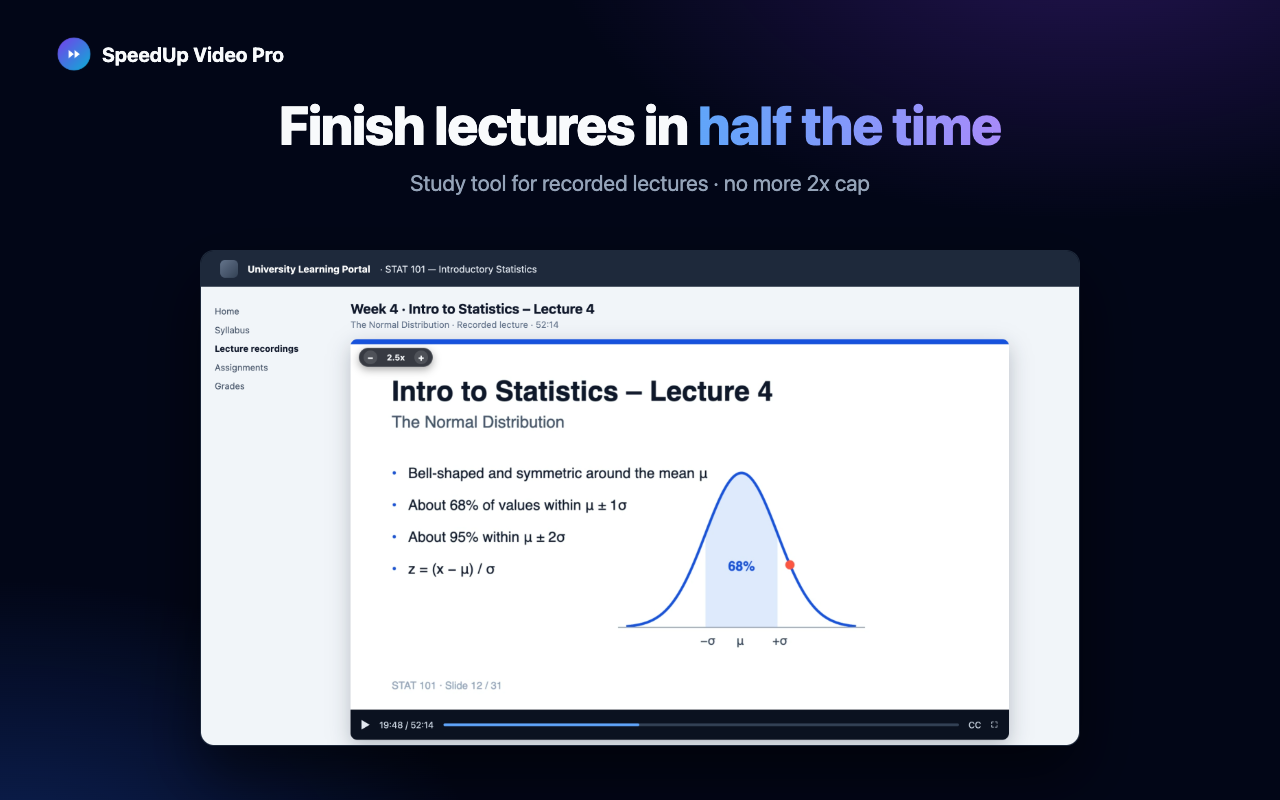 SpeedUp Video Pro
Finish lectures in half the time
Study tool for recorded lectures · no more 2x cap
University Learning Portal · STAT 101 — Introductory Statistics
Home
Syllabus
Lecture recordings
Assignments
Grades
Week 4 · Intro to Statistics – Lecture 4
The Normal Distribution · Recorded lecture · 52:14
− 2.5x +
Intro to Statistics – Lecture 4
The Normal Distribution
• Bell-shaped and symmetric around the mean μ
• About 68% of values within μ ± 1σ
• About 95% within μ ± 2σ
• z = (x − μ) / σ
68%
−σ μ +σ
STAT 101 · Slide 12 / 31
19:48 / 52:14 CC